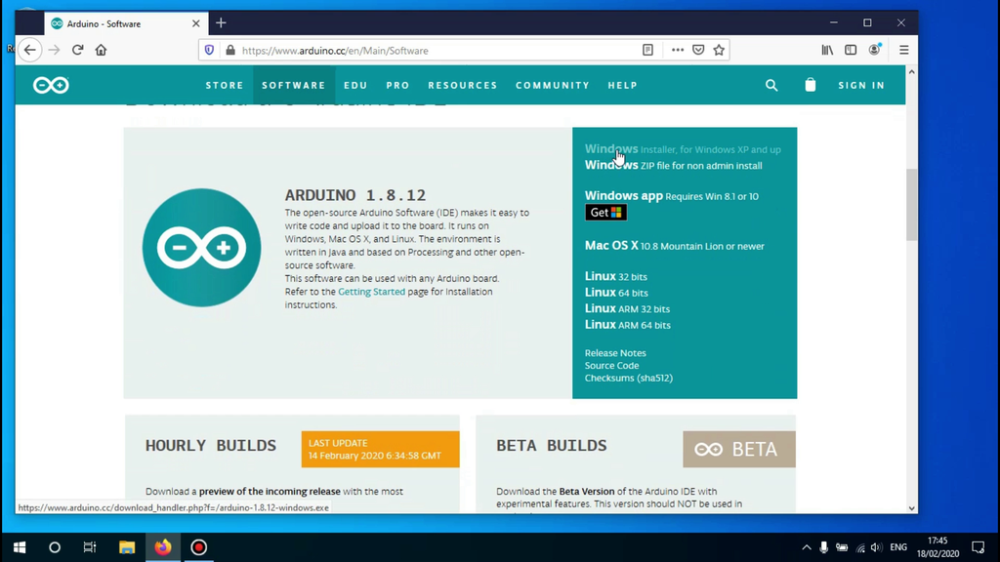 Arduino - Software
https://www.arduino.cc/en/Main/Software
STORE SOFTWARE EDU PRO RESOURCES COMMUNITY HELP SIGN IN
Windows Installer, for Windows XP and up
Windows ZIP file for non admin install
Windows app Requires Win 8.1 or 10
Get
Mac OS X 10.8 Mountain Lion or newer
Linux 32 bits
Linux 64 bits
Linux ARM 32 bits
Linux ARM 64 bits
Release Notes
Source Code
Checksums (sha512)
ARDUINO 1.8.12
The open-source Arduino Software (IDE) makes it easy to
write code and upload it to the board. It runs on
Windows, Mac OS X, and Linux. The environment is
written in Java and based on Processing and other open-
source software.
This software can be used with any Arduino board.
Refer to the Getting Started page for Installation
instructions.
HOURLY BUILDS
LAST UPDATE
14 February 2020 6:34:58 GMT
Download a preview of the incoming release with the most
BETA BUILDS
BETA
Download the Beta Version of the Arduino IDE with
experimental features. This version should NOT be used in
https://www.arduino.cc/download_handler.php?f=/arduino-1.8.12-windows.exe
ENG
17:45
18/02/2020